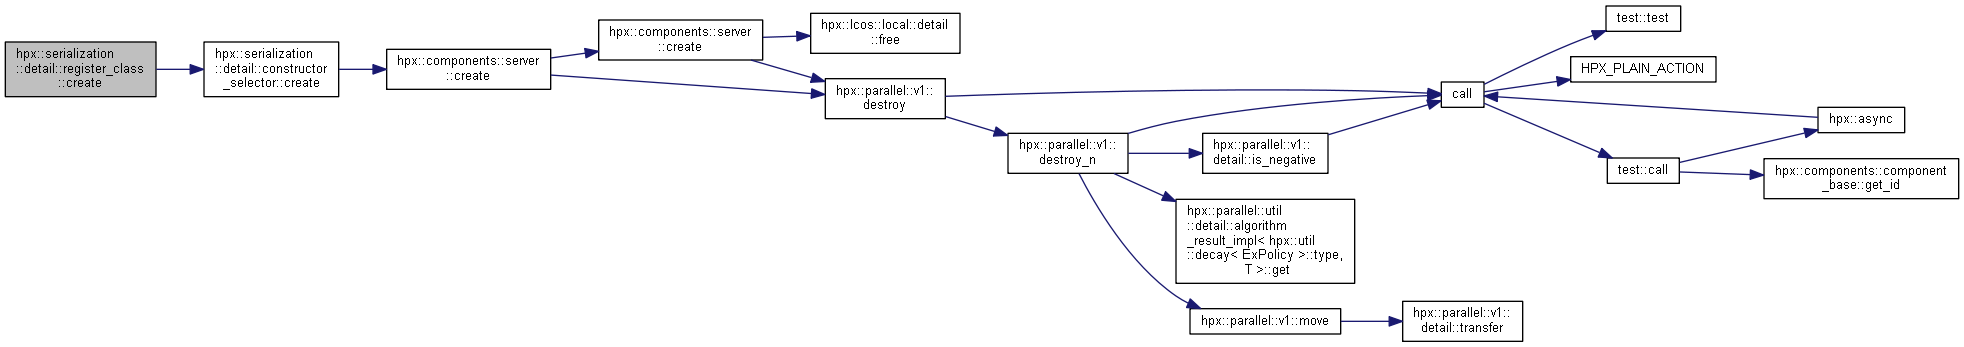 hpx::serialization
::detail::register_class
::create
hpx::serialization
::detail::constructor
_selector::create
hpx::components::server
::create
hpx::components::server
::create
hpx::lcos::local::detail
::free
hpx::parallel::v1::
destroy
hpx::parallel::v1::
destroy_n
hpx::parallel::v1::
detail::is_negative
hpx::parallel::util
::detail::algorithm
_result_impl< hpx::util
::decay< ExPolicy >::type,
T >::get
hpx::parallel::v1::move
hpx::parallel::v1::
detail::transfer
call
test::test
HPX_PLAIN_ACTION
test::call
hpx::async
hpx::components::component
_base::get_id